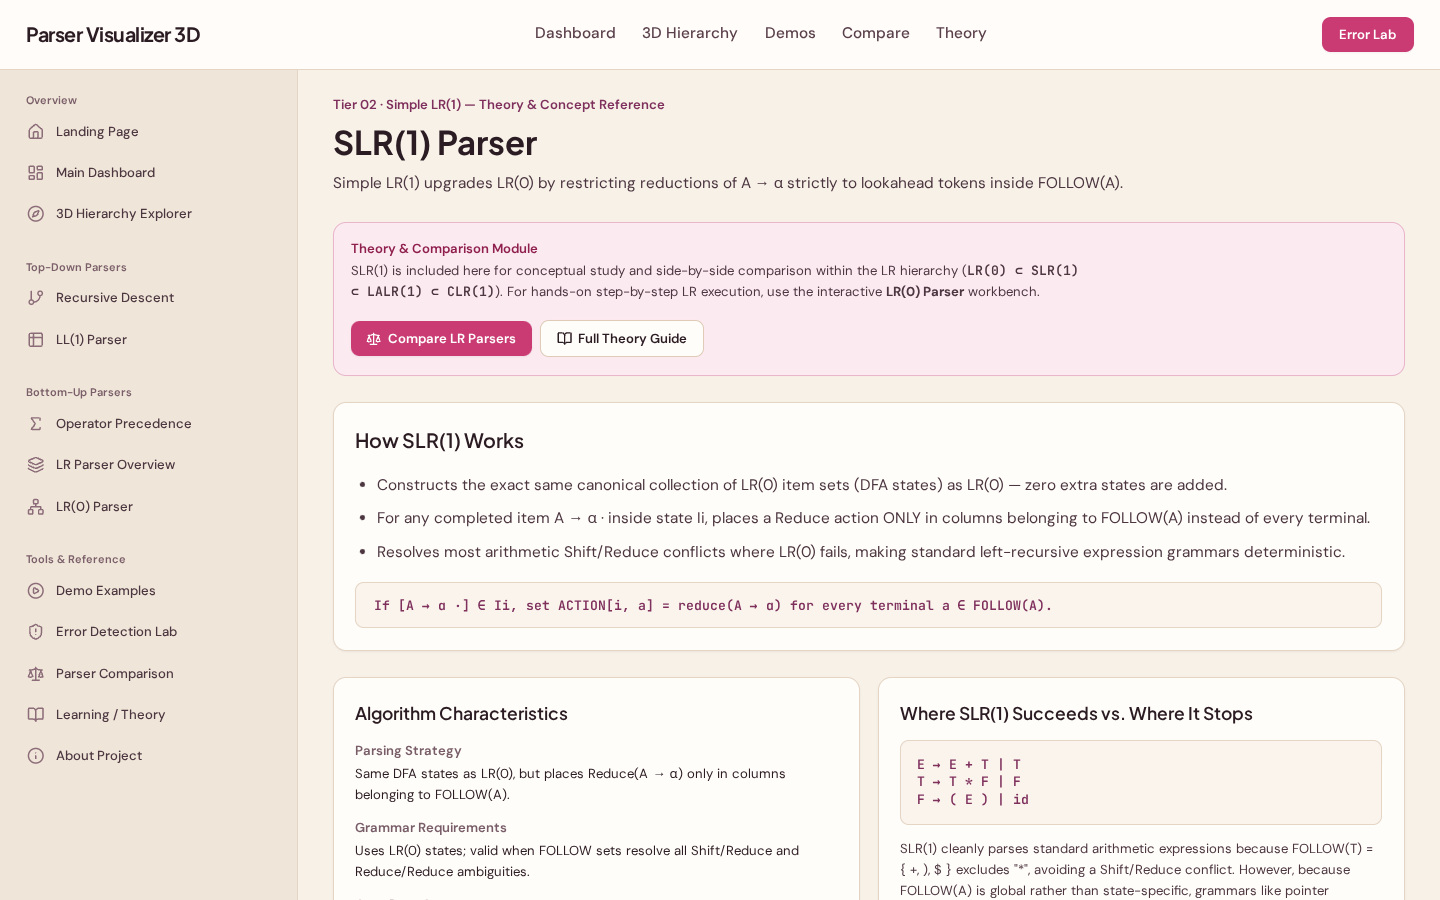 Parser Visualizer 3D
Dashboard
3D Hierarchy
Demos
Compare
Theory
Error Lab
Overview
Landing Page
Main Dashboard
3D Hierarchy Explorer
Top-Down Parsers
Recursive Descent
LL(1) Parser
Bottom-Up Parsers
Operator Precedence
LR Parser Overview
LR(0) Parser
Tools & Reference
Demo Examples
Error Detection Lab
Parser Comparison
Learning / Theory
About Project
Tier 02 · Simple LR(1) — Theory & Concept Reference
SLR(1) Parser
Simple LR(1) upgrades LR(0) by restricting reductions of A → α strictly to lookahead tokens inside FOLLOW(A).
Theory & Comparison Module
SLR(1) is included here for conceptual study and side-by-side comparison within the LR hierarchy (LR(0) ⊂ SLR(1)
⊂ LALR(1) ⊂ CLR(1)). For hands-on step-by-step LR execution, use the interactive LR(0) Parser workbench.
Compare LR Parsers
Full Theory Guide
How SLR(1) Works
• Constructs the exact same canonical collection of LR(0) item sets (DFA states) as LR(0) — zero extra states are added.
• For any completed item A → α · inside state Ii, places a Reduce action ONLY in columns belonging to FOLLOW(A) instead of every terminal.
• Resolves most arithmetic Shift/Reduce conflicts where LR(0) fails, making standard left-recursive expression grammars deterministic.
If [A → α ·] ∈ Ii, set ACTION[i, a] = reduce(A → α) for every terminal a ∈ FOLLOW(A).
Algorithm Characteristics
Parsing Strategy
Same DFA states as LR(0), but places Reduce(A → α) only in columns
belonging to FOLLOW(A).
Grammar Requirements
Uses LR(0) states; valid when FOLLOW sets resolve all Shift/Reduce and
Reduce/Reduce ambiguities.
Where SLR(1) Succeeds vs. Where It Stops
E → E + T | T
T → T * F | F
F → ( E ) | id
SLR(1) cleanly parses standard arithmetic expressions because FOLLOW(T) =
{ +, ), $ } excludes "*", avoiding a Shift/Reduce conflict. However, because
FOLLOW(A) is global rather than state-specific, grammars like pointer